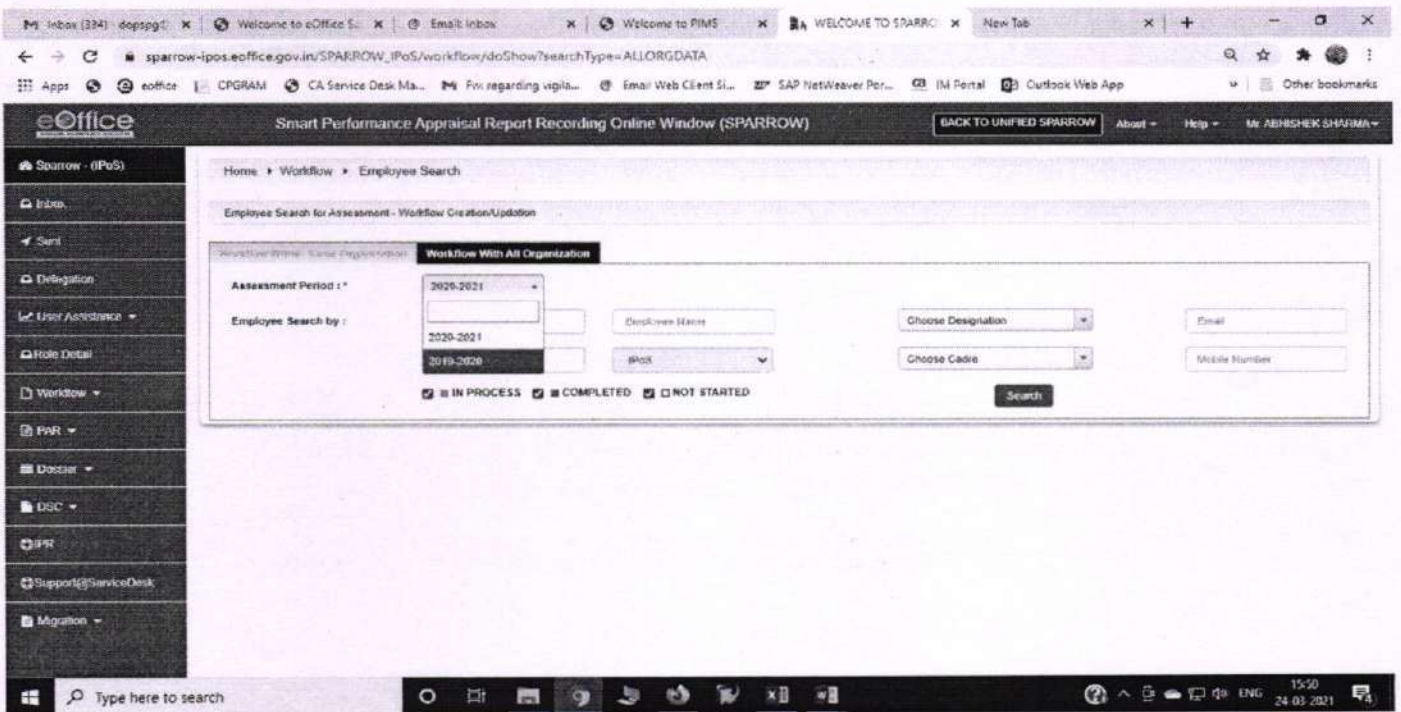 Inbox (334) - dopspg1 Welcome to eOffice S. Email: Inbox Welcome to PIMS WELCOME TO SPARRO New Tab
sparrow-ipos.eoffice.gov.in/SPARROW_IPoS/workflow/doShow?searchType=ALLORGDATA
Apps eoffice CPGRAM CA Service Desk Ma... Fw: regarding vigila... Email Web Client Si... SAP NetWeaver Por... IM Portal Outlook Web App Other bookmarks
eOffice Smart Performance Appraisal Report Recording Online Window (SPARROW) BACK TO UNIFIED SPARROW About Help Mr. ABHISHEK SHARMA
Sparrow - (IPoS)
Home Workflow Employee Search
Inbox
Employee Search for Assessment - Workflow Creation/Updation
Sent
Workflow Within Same Organization Workflow With All Organization
Delegation
Assessment Period : * 2020-2021
User Assistance
Employee Search by : Employee Name Choose Designation Email
2020-2021
Role Detail
2019-2020 IPoS Choose Cadre Mobile Number
Workflow
IN PROCESS COMPLETED NOT STARTED Search
PAR
Dossier
DSC
IPR
Support@ServiceDesk
Migration
Type here to search ENG 15:50
24-03-2021